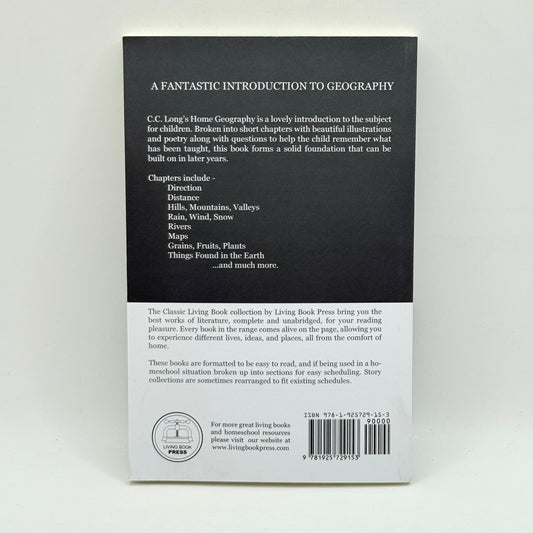 A FANTASTIC INTRODUCTION TO GEOGRAPHY
C.C. Long's Home Geography is a lovely introduction to the subject
for children. Broken into short chapters with beautiful illustrations
and poetry along with questions to help the child remember what
has been taught, this book forms a solid foundation that can be
built on in later years.
Chapters include -
Direction
Distance
Hills, Mountains, Valleys
Rain, Wind, Snow
Rivers
Maps
Grains, Fruits, Plants
Things Found in the Earth
...and much more.
The Classic Living Book collection by Living Book Press bring you the
best works of literature, complete and unabridged, for your reading
pleasure. Every book in the range comes alive on the page, allowing you
to experience different lives, ideas, and places, all from the comfort of
home.
These books are formatted to be easy to read, and if being used in a ho-
meschool situation broken up into sections for easy scheduling. Story
collections are sometimes rearranged to fit existing schedules.
LIVING BOOK
PRESS
For more great living books
and homeschool resources
please visit our website at
www.livingbookpress.com
ISBN 978-1-925729-15-3
90000
9 781925 729153